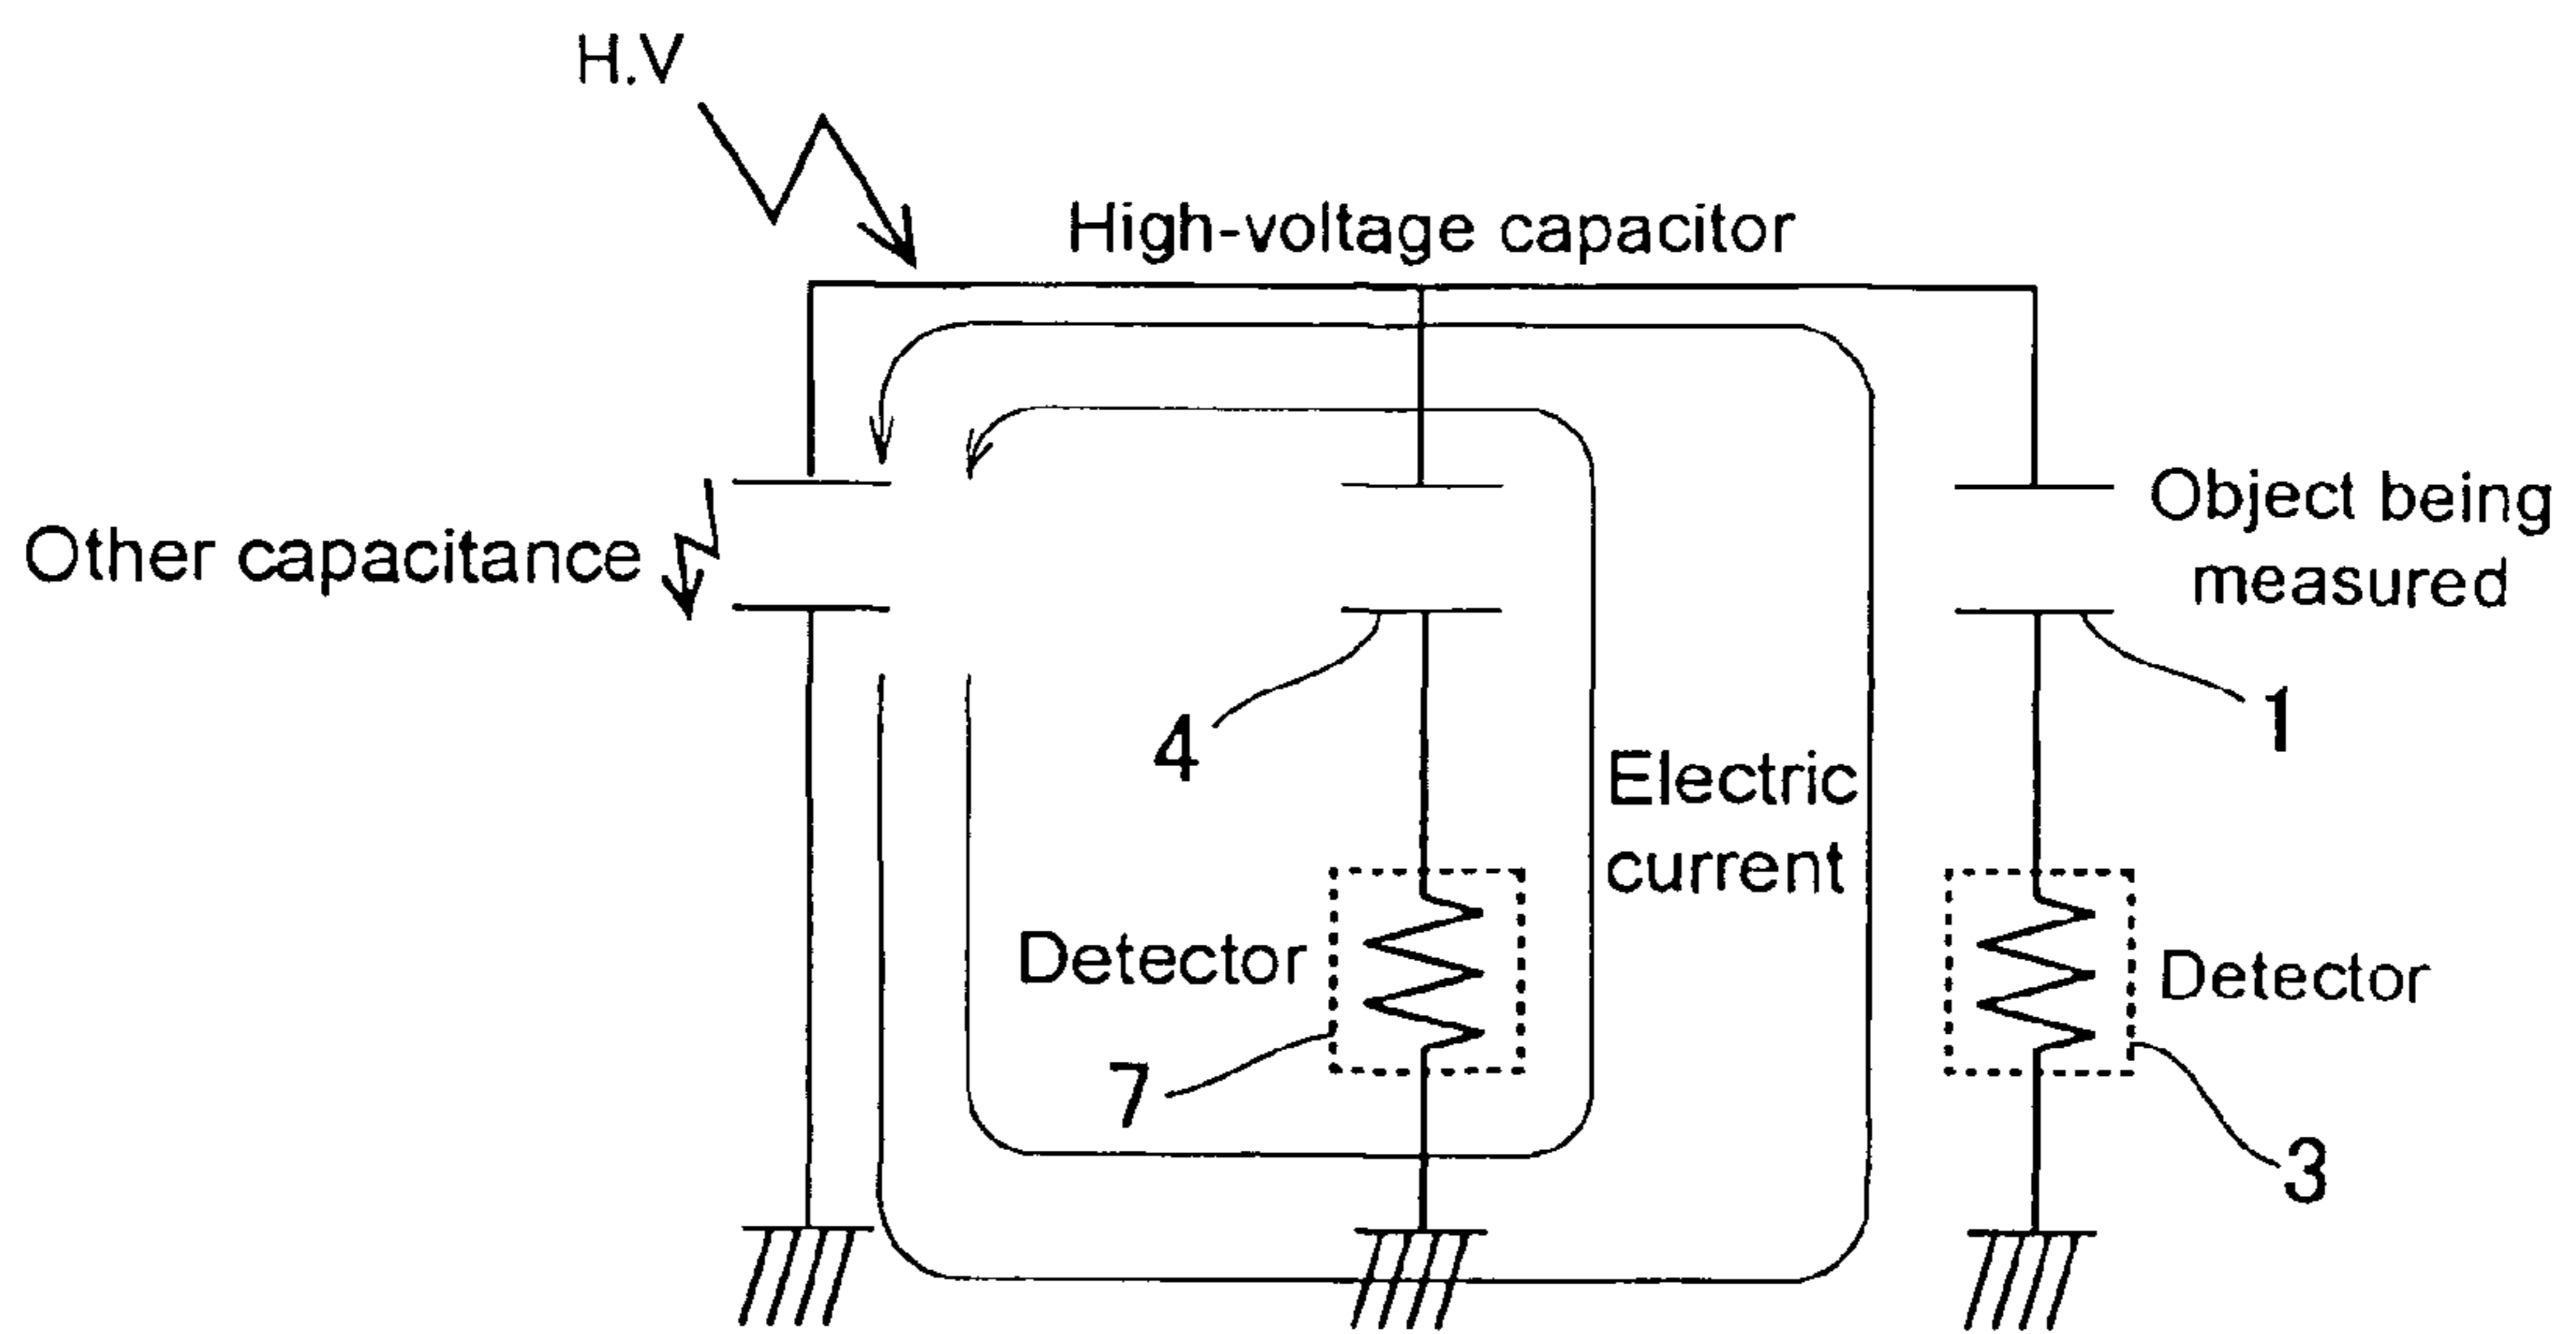 H.V
High-voltage capacitor
Other capacitance
Object being
measured
1
4
Electric
current
Detector
7
Detector
3